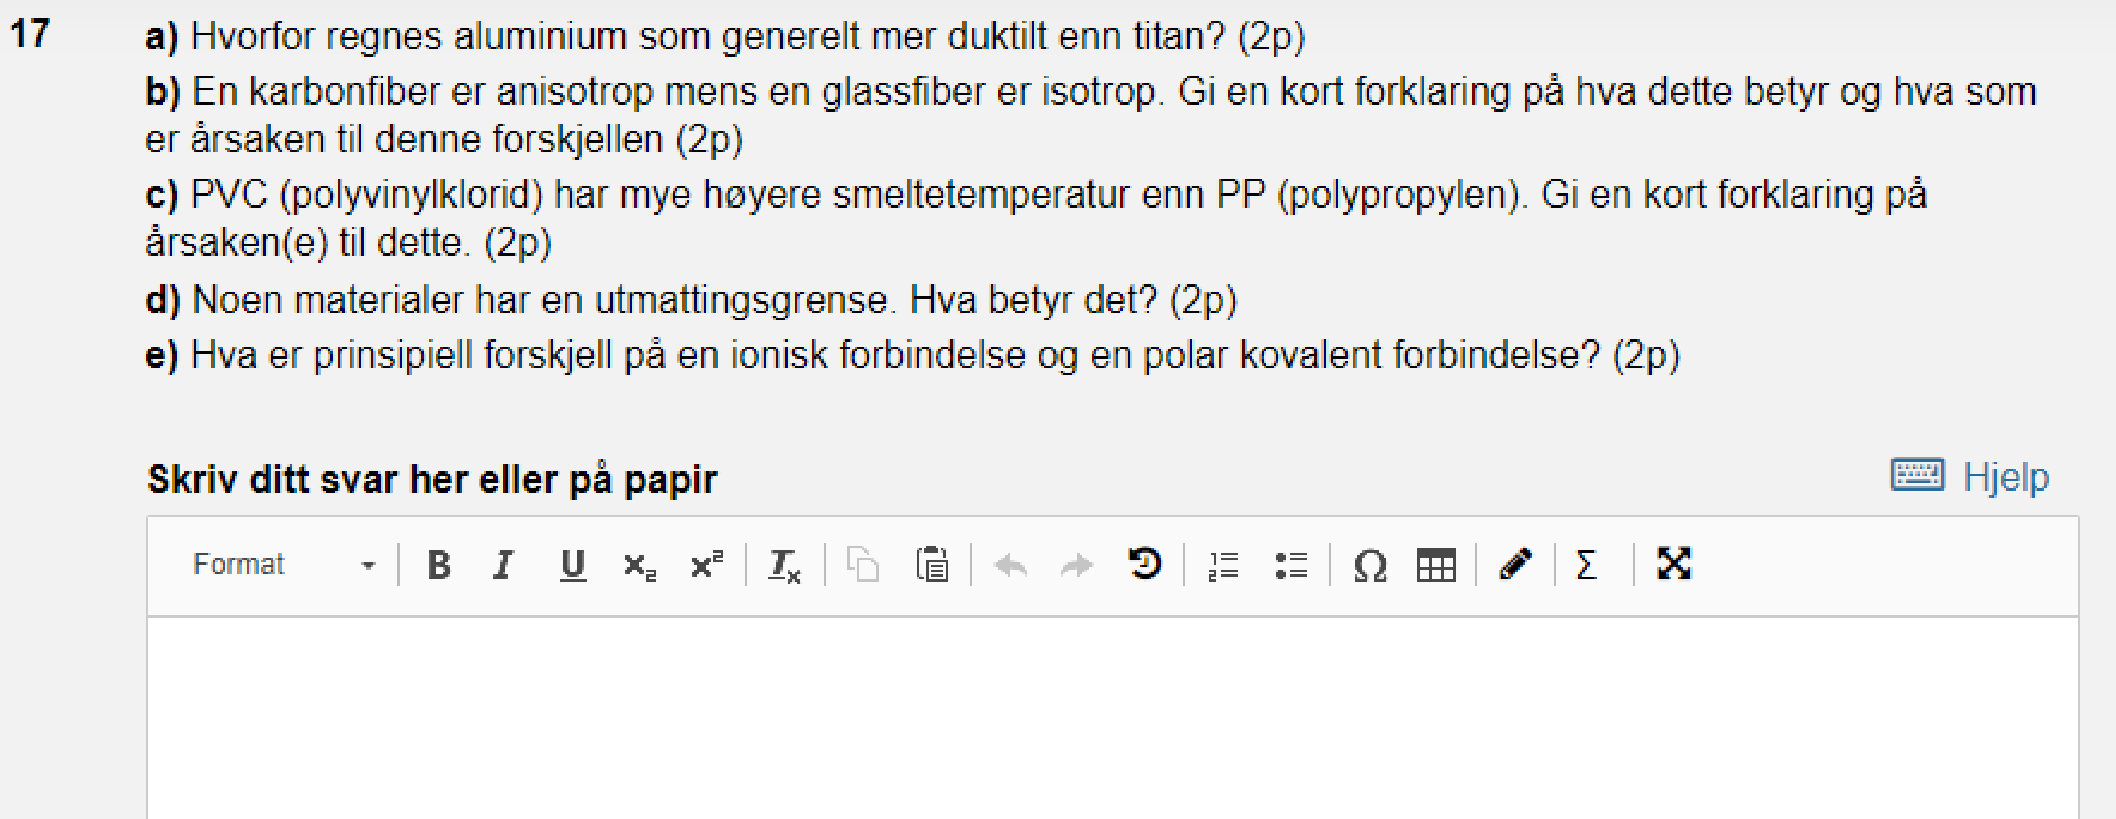 17 a) Hvorfor regnes aluminium som generelt mer duktilt enn titan? (2p)
b) En karbonfiber er anisotrop mens en glassfiber er isotrop. Gi en kort forklaring på hva dette betyr og hva som
er årsaken til denne forskjellen (2p)
c) PVC (polyvinylklorid) har mye høyere smeltetemperatur enn PP (polypropylen). Gi en kort forklaring på
årsaken(e) til dette. (2p)
d) Noen materialer har en utmattingsgrense. Hva betyr det? (2p)
e) Hva er prinsipiell forskjell på en ionisk forbindelse og en polar kovalent forbindelse? (2p)
Skriv ditt svar her eller på papir
Hjelp
Format B I U x₂ x² Tx Ω Σ